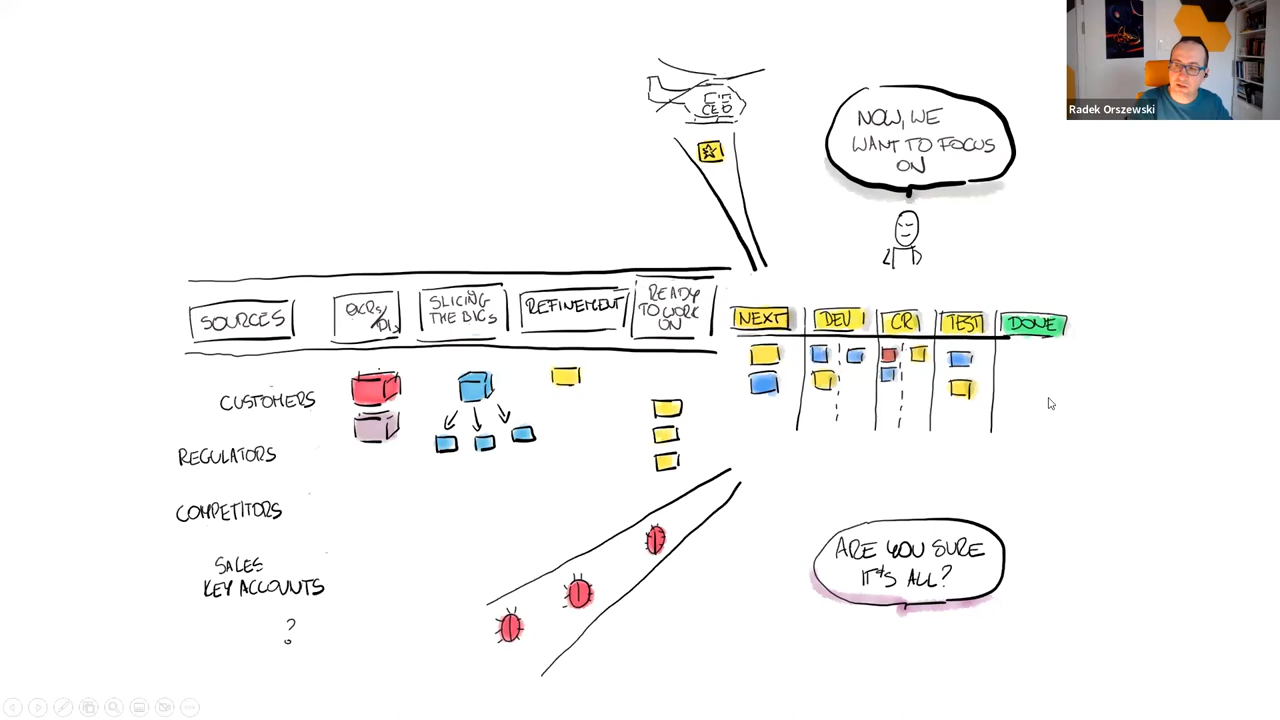 Radek Orszewski
CEO
NOW, WE
WANT TO FOCUS
ON
SOURCES
OKRS/
SLICING
THE BIGS
REFINEMENT
READY
TO WORK
ON
NEXT
DEV
CR
TEST
DONE
CUSTOMERS
REGULATORS
COMPETITORS
SALES
KEY ACCOUNTS
?
ARE YOU SURE
IT'S ALL?